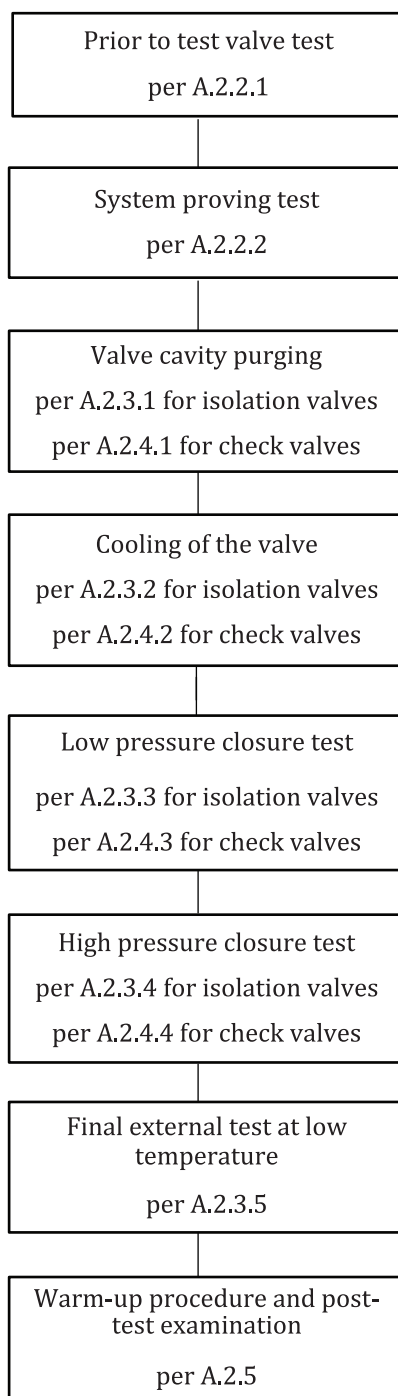 Prior to test valve test
per A.2.2.1
System proving test
per A.2.2.2
Valve cavity purging
per A.2.3.1 for isolation valves
per A.2.4.1 for check valves
Cooling of the valve
per A.2.3.2 for isolation valves
per A.2.4.2 for check valves
Low pressure closure test
per A.2.3.3 for isolation valves
per A.2.4.3 for check valves
High pressure closure test
per A.2.3.4 for isolation valves
per A.2.4.4 for check valves
Final external test at low
temperature
per A.2.3.5
Warm-up procedure and post-
test examination
per A.2.5